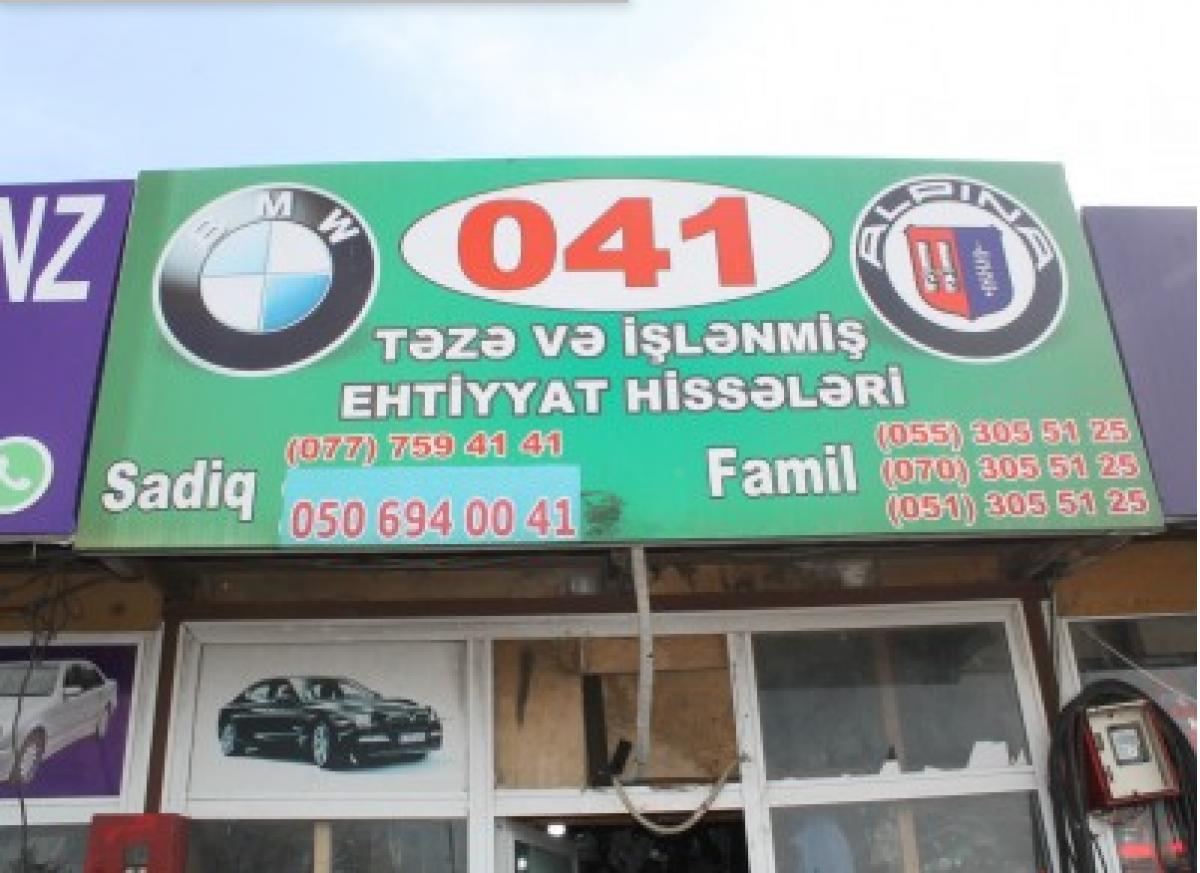 NZ
BMW
041
ALPINA
TƏZƏ VƏ İŞLƏNMİŞ
EHTİYYAT HİSSƏLƏRİ
Sadiq
(077) 759 41 41
050 694 00 41
Famil
(055) 305 51 25
(070) 305 51 25
(051) 305 51 25